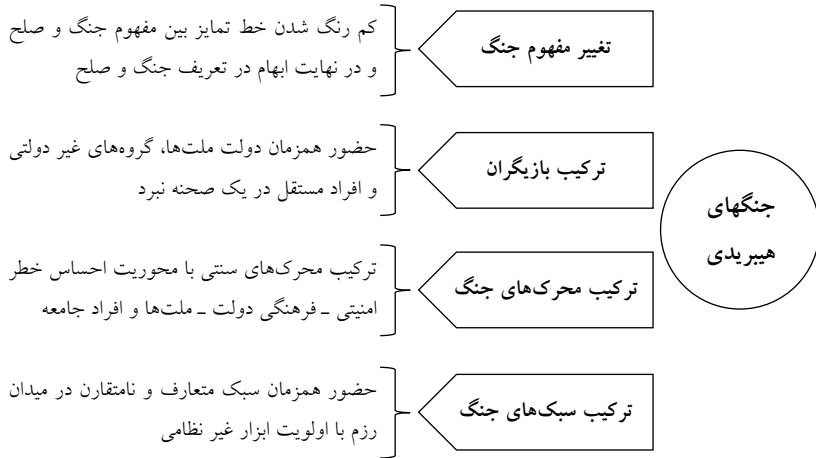 جنگهای
هیبریدی
تغییر مفهوم جنگ
کم رنگ شدن خط تمایز بین مفهوم جنگ و صلح
و در نهایت ابهام در تعریف جنگ و صلح
ترکیب بازیگران
حضور همزمان دولت ملت‌ها، گروه‌های غیر دولتی
و افراد مستقل در یک صحنه نبرد
ترکیب محرک‌های جنگ
ترکیب محرک‌های سنتی با محوریت احساس خطر
امنیتی ـ فرهنگی دولت ـ ملت‌ها و افراد جامعه
ترکیب سبک‌های جنگ
حضور همزمان سبک متعارف و نامتقارن در میدان
رزم با اولویت ابزار غیر نظامی